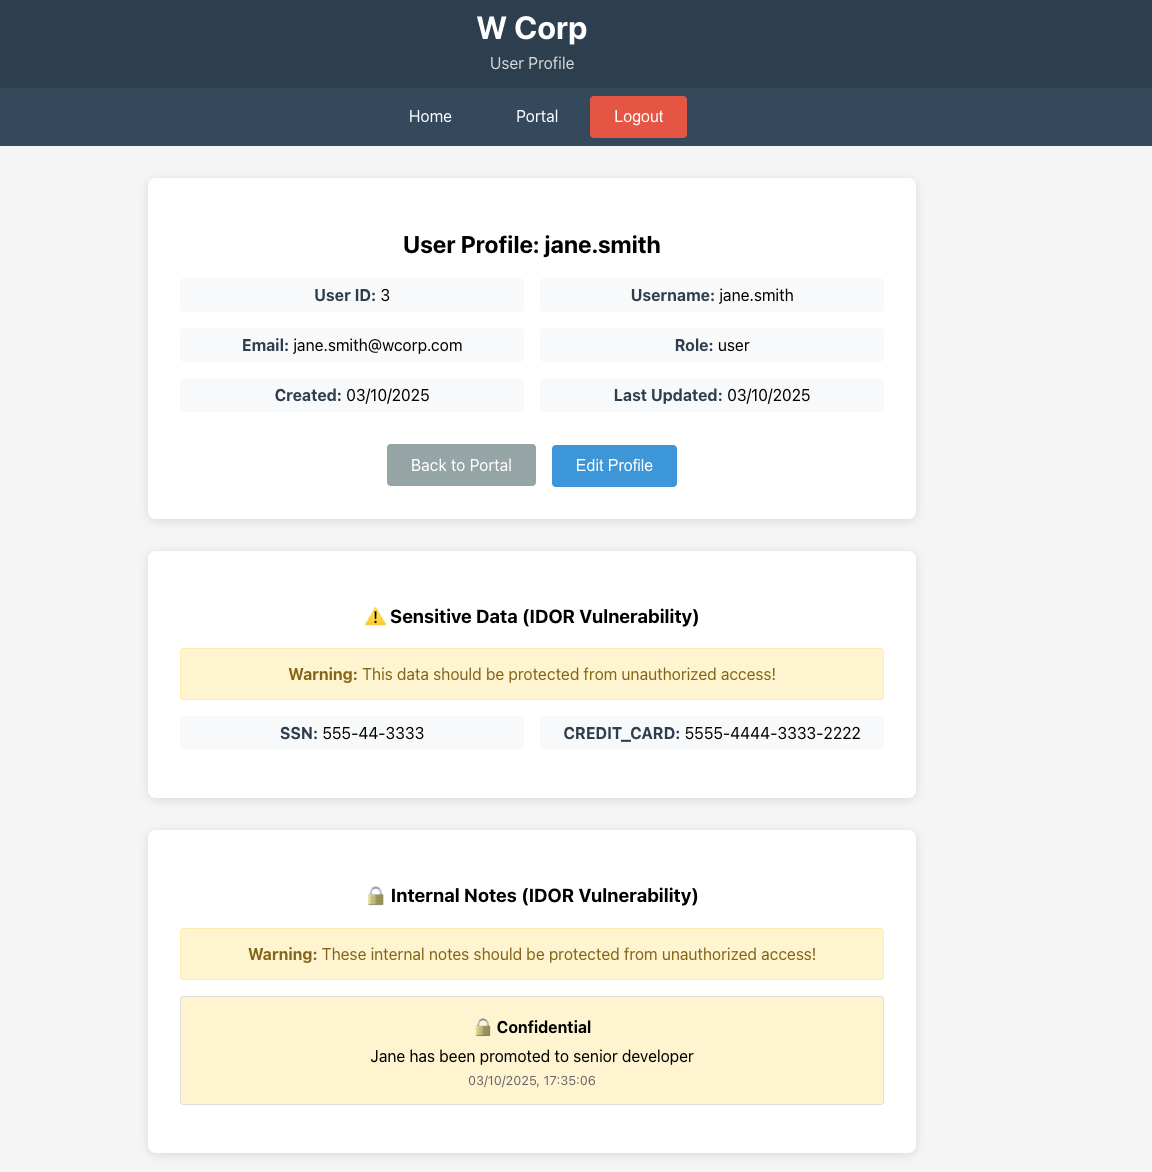 W Corp
User Profile
Home Portal Logout
User Profile: jane.smith
User ID: 3 Username: jane.smith
Email: jane.smith@wcorp.com Role: user
Created: 03/10/2025 Last Updated: 03/10/2025
Back to Portal Edit Profile
⚠️ Sensitive Data (IDOR Vulnerability)
Warning: This data should be protected from unauthorized access!
SSN: 555-44-3333 CREDIT_CARD: 5555-4444-3333-2222
🔒 Internal Notes (IDOR Vulnerability)
Warning: These internal notes should be protected from unauthorized access!
🔒 Confidential
Jane has been promoted to senior developer
03/10/2025, 17:35:06